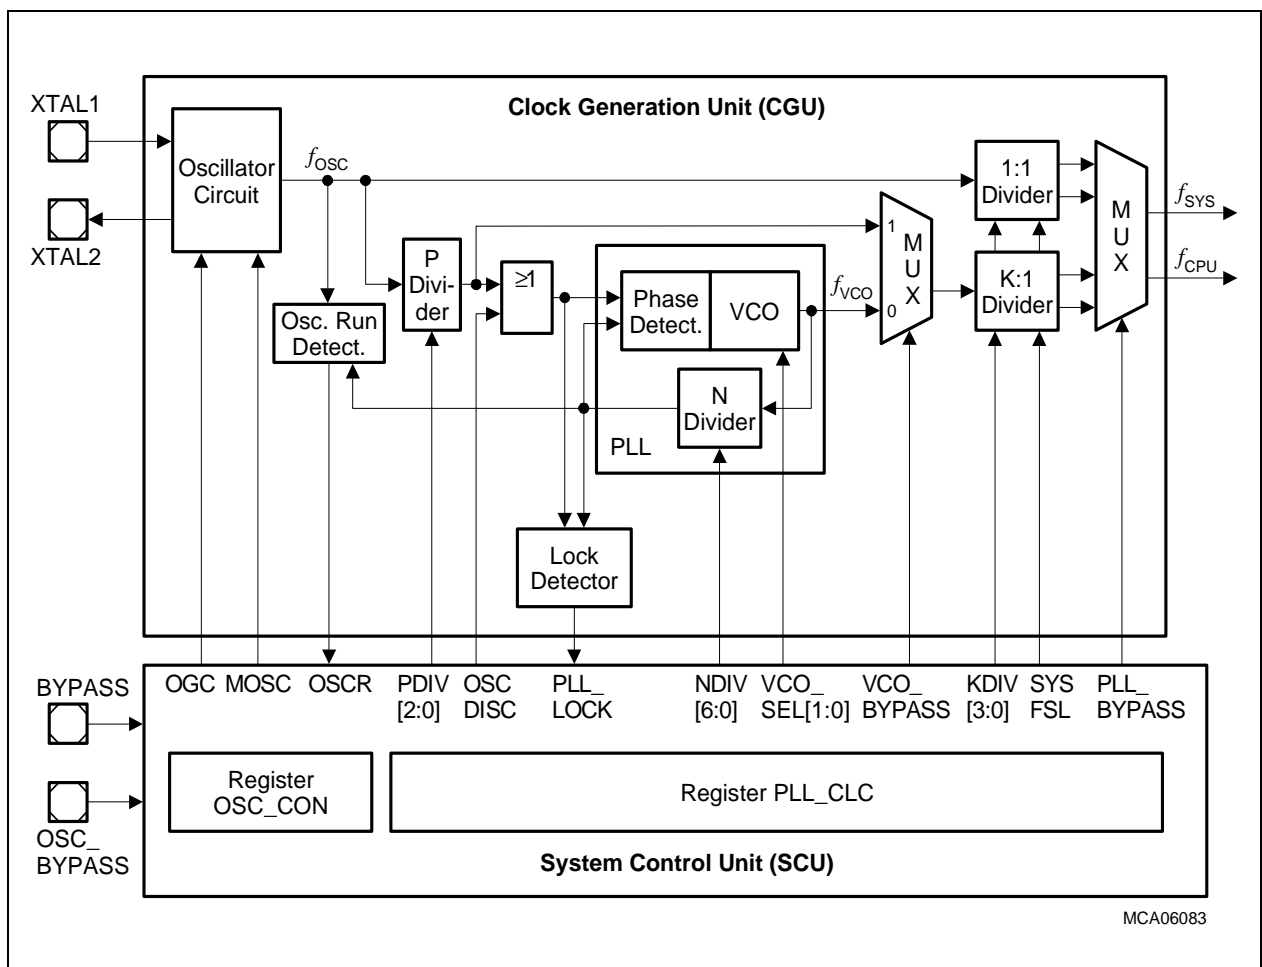 Clock Generation Unit (CGU)
XTAL1
XTAL2
Oscillator
Circuit
fOSC
Osc. Run
Detect.
P
Divi-
der
≥1
Phase
Detect.
VCO
fVCO
N
Divider
PLL
1
0
M
U
X
1:1
Divider
K:1
Divider
M
U
X
fSYS
fCPU
Lock
Detector
BYPASS
OSC_
BYPASS
OGC
MOSC
OSCR
PDIV
[2:0]
OSC
DISC
PLL_
LOCK
NDIV
[6:0]
VCO_
SEL[1:0]
VCO_
BYPASS
KDIV
[3:0]
SYS
FSL
PLL_
BYPASS
Register
OSC_CON
Register PLL_CLC
System Control Unit (SCU)
MCA06083